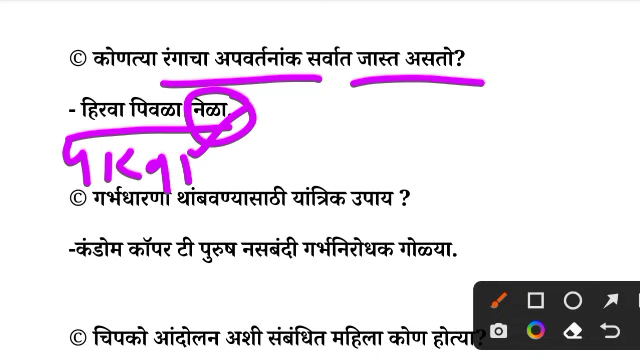 © कोणत्या रंगाचा अपवर्तनांक सर्वात जास्त असतो?
- हिरवा पिवळा निळा.
© गर्भधारणा थांबवण्यासाठी यांत्रिक उपाय ?
-कंडोम कॉपर टी पुरुष नसबंदी गर्भनिरोधक गोळ्या.
© चिपको आंदोलन अशी संबंधित महिला कोण होत्या?